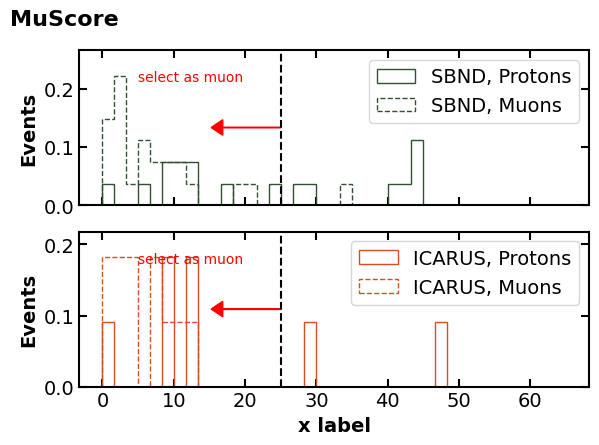 MuScore
select as muon
SBND, Protons
SBND, Muons
Events
0.2
0.1
0.0
select as muon
ICARUS, Protons
ICARUS, Muons
Events
0.2
0.1
0.0
0 10 20 30 40 50 60
x label